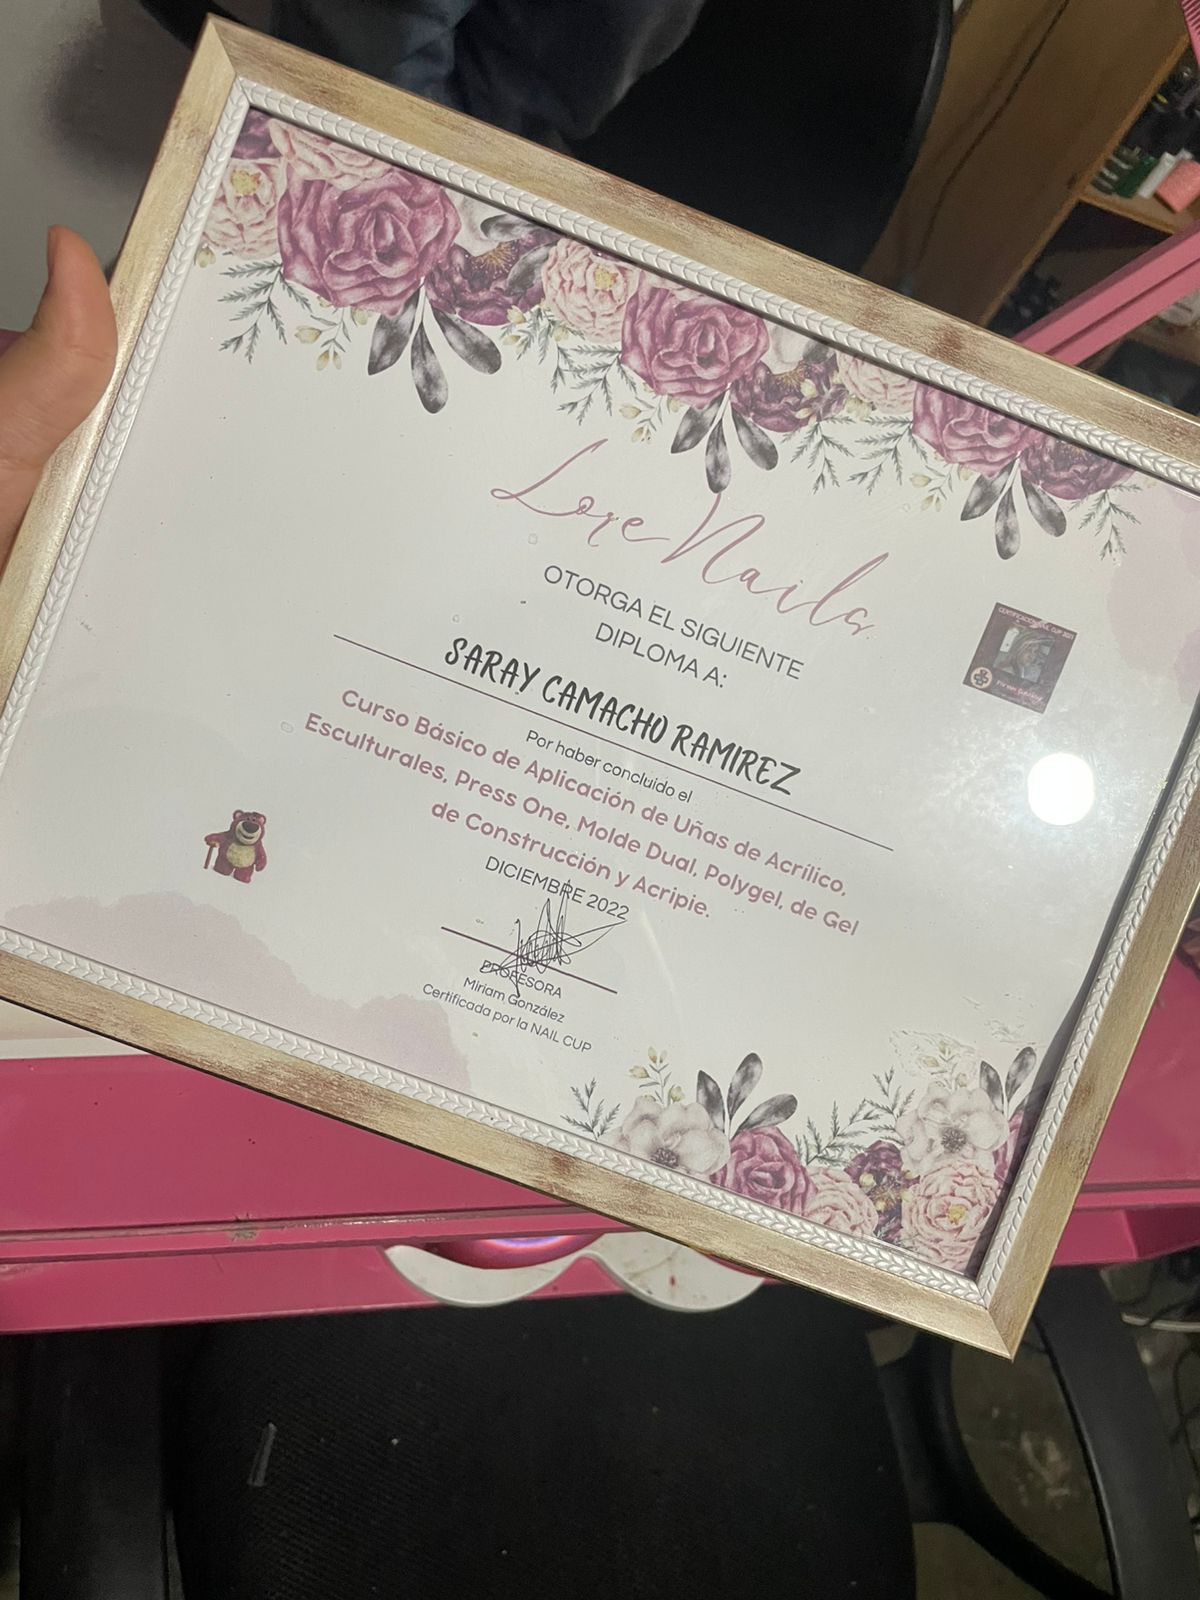 Lore Nails
OTORGA EL SIGUIENTE
DIPLOMA A:
SARAY CAMACHO RAMIREZ
Por haber concluído el
Curso Básico de Aplicación de Uñas de Acrílico,
Esculturales, Press One, Molde Dual, Polygel, de Gel
de Construcción y Acripie.
DICIEMBRE 2022
PROFESORA
Miriam González
Certificada por la NAIL CUP